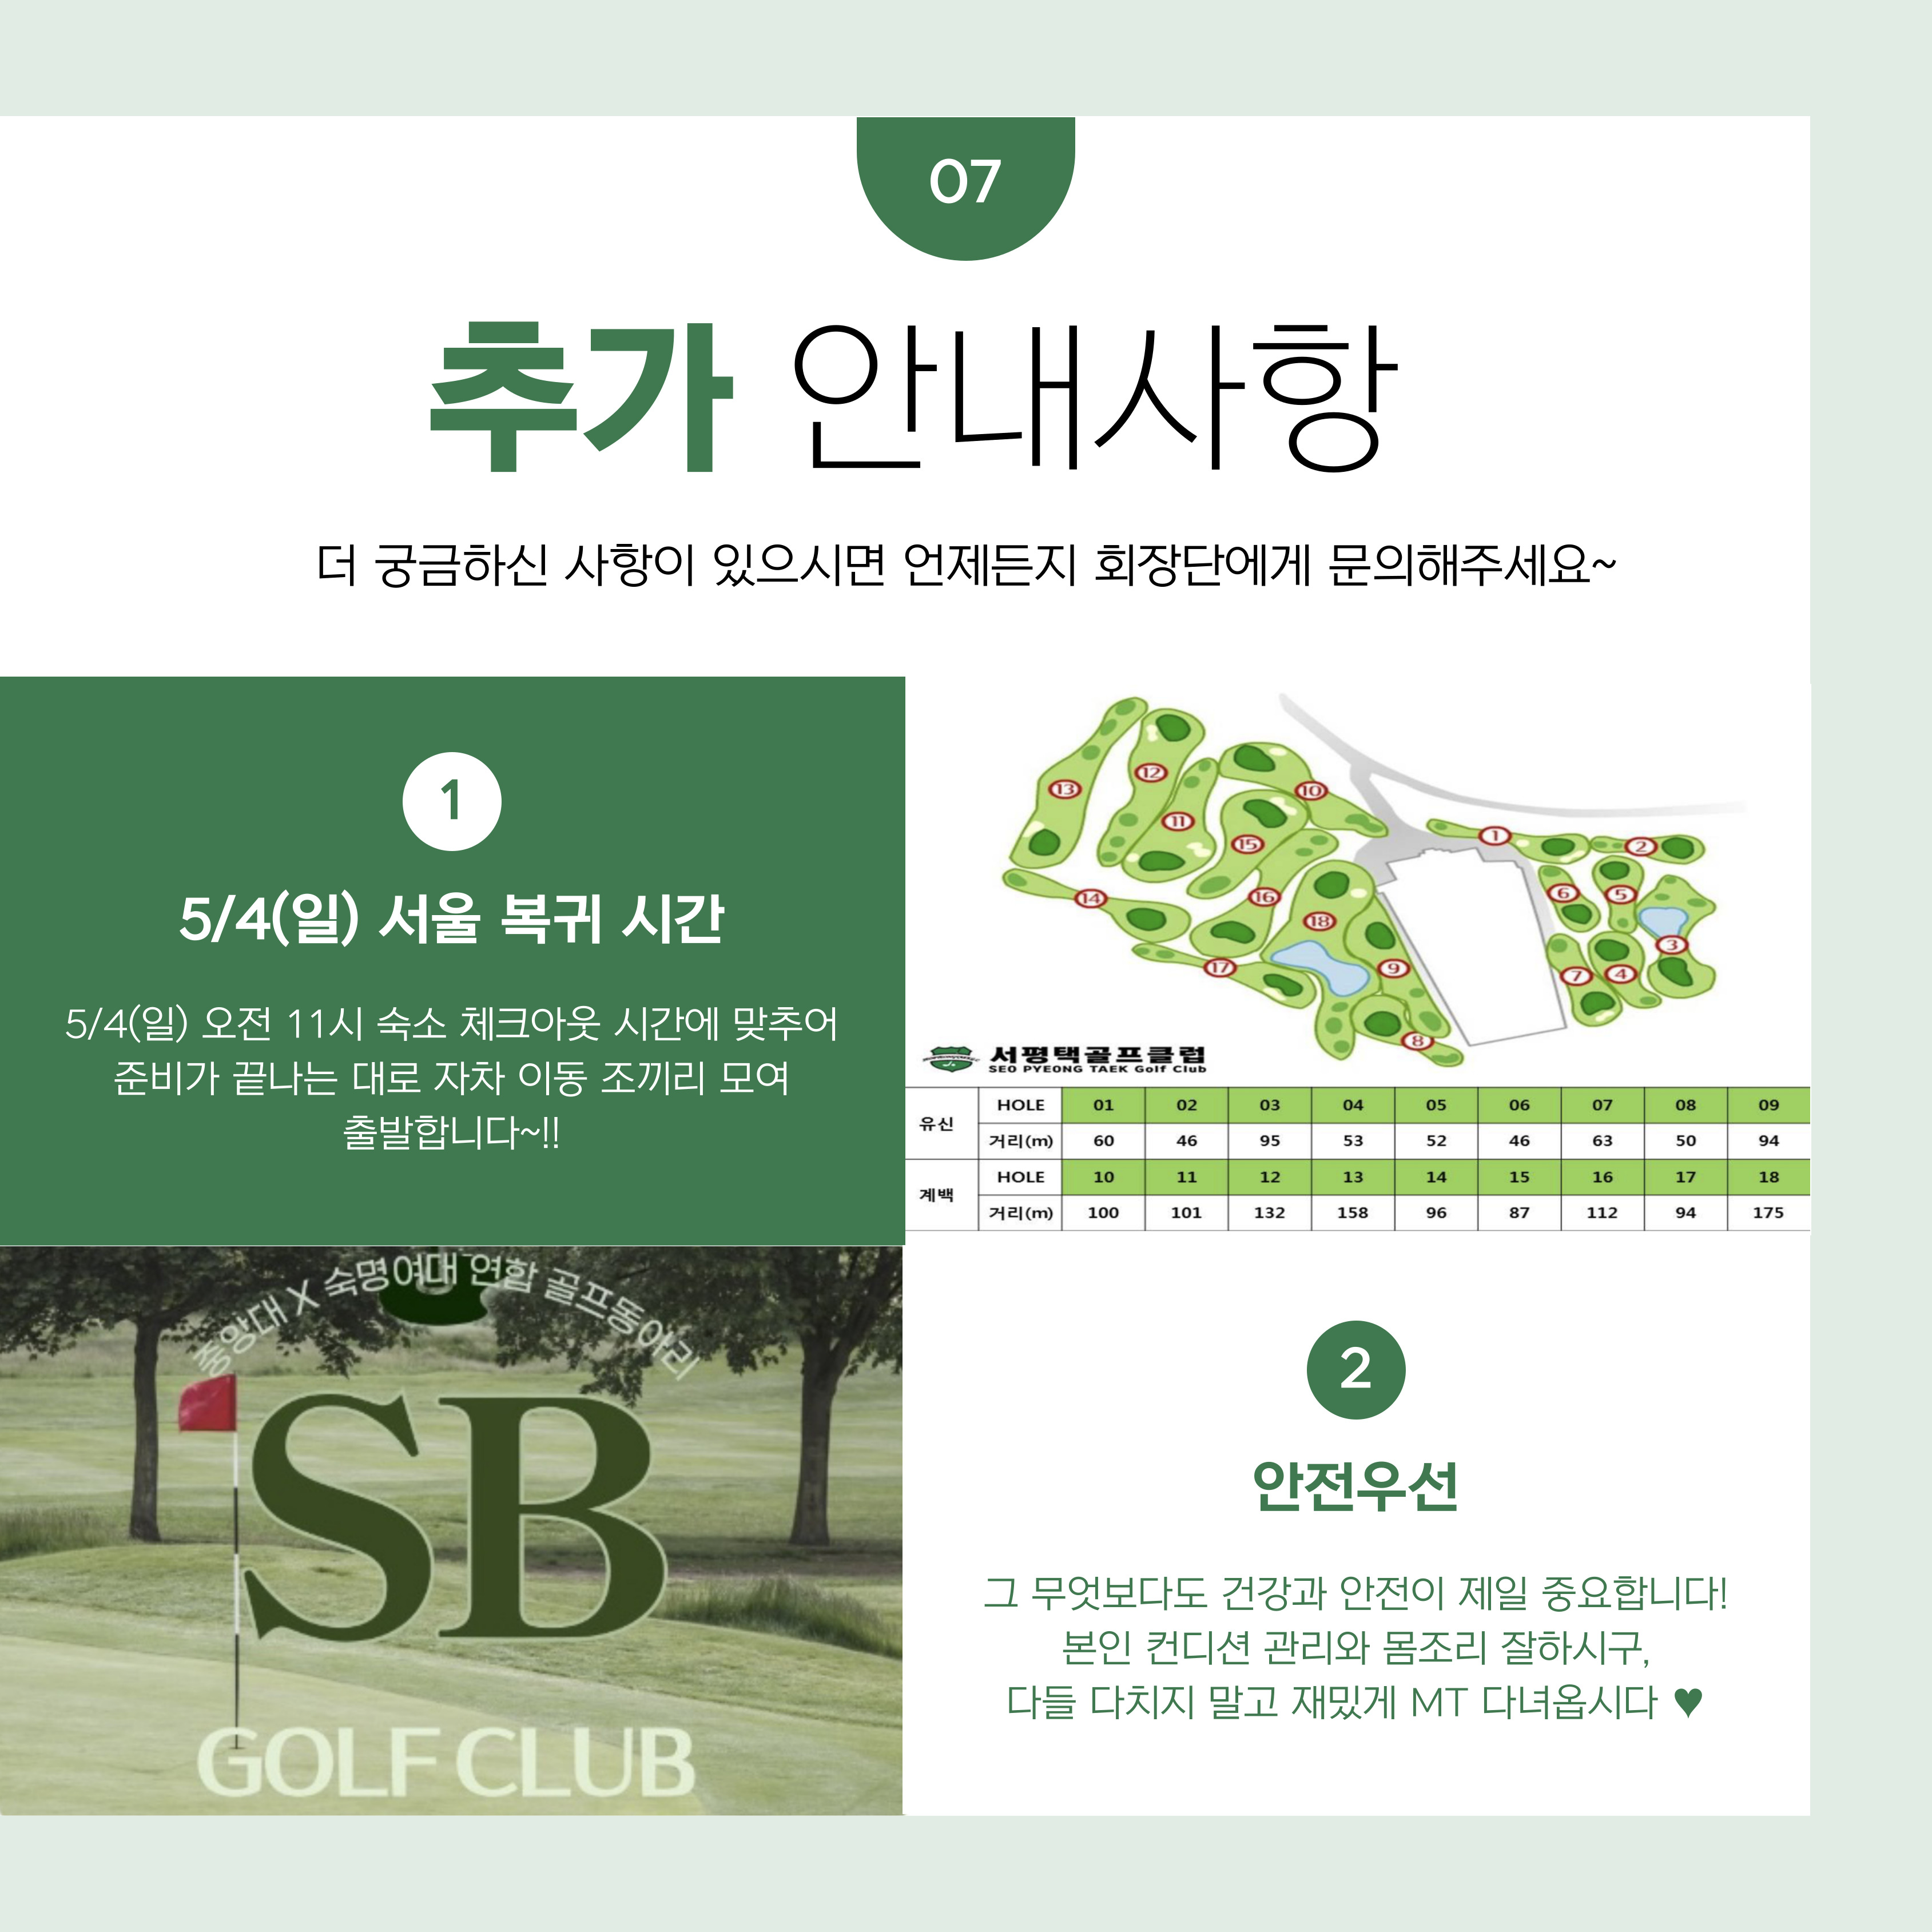 07
추가 안내사항
더 궁금하신 사항이 있으시면 언제든지 회장단에게 문의해주세요~
1
5/4(일) 서울 복귀 시간
5/4(일) 오전 11시 숙소 체크아웃 시간에 맞추어
준비가 끝나는 대로 자차 이동 조끼리 모여
출발합니다~!!
13
12
11
10
15
14
16
18
17
9
8
1
2
6
5
3
7
4
서평택골프클럽
SEO PYEONG TAEK Golf Club
유신 HOLE 01 02 03 04 05 06 07 08 09
거리(m) 60 46 95 53 52 46 63 50 94
계백 HOLE 10 11 12 13 14 15 16 17 18
거리(m) 100 101 132 158 96 87 112 94 175
중앙대 X 숙명여대 연합 골프동아리
SB
GOLF CLUB
2
안전우선
그 무엇보다도 건강과 안전이 제일 중요합니다!
본인 컨디션 관리와 몸조리 잘하시구,
다들 다치지 말고 재밌게 MT 다녀옵시다 ♥